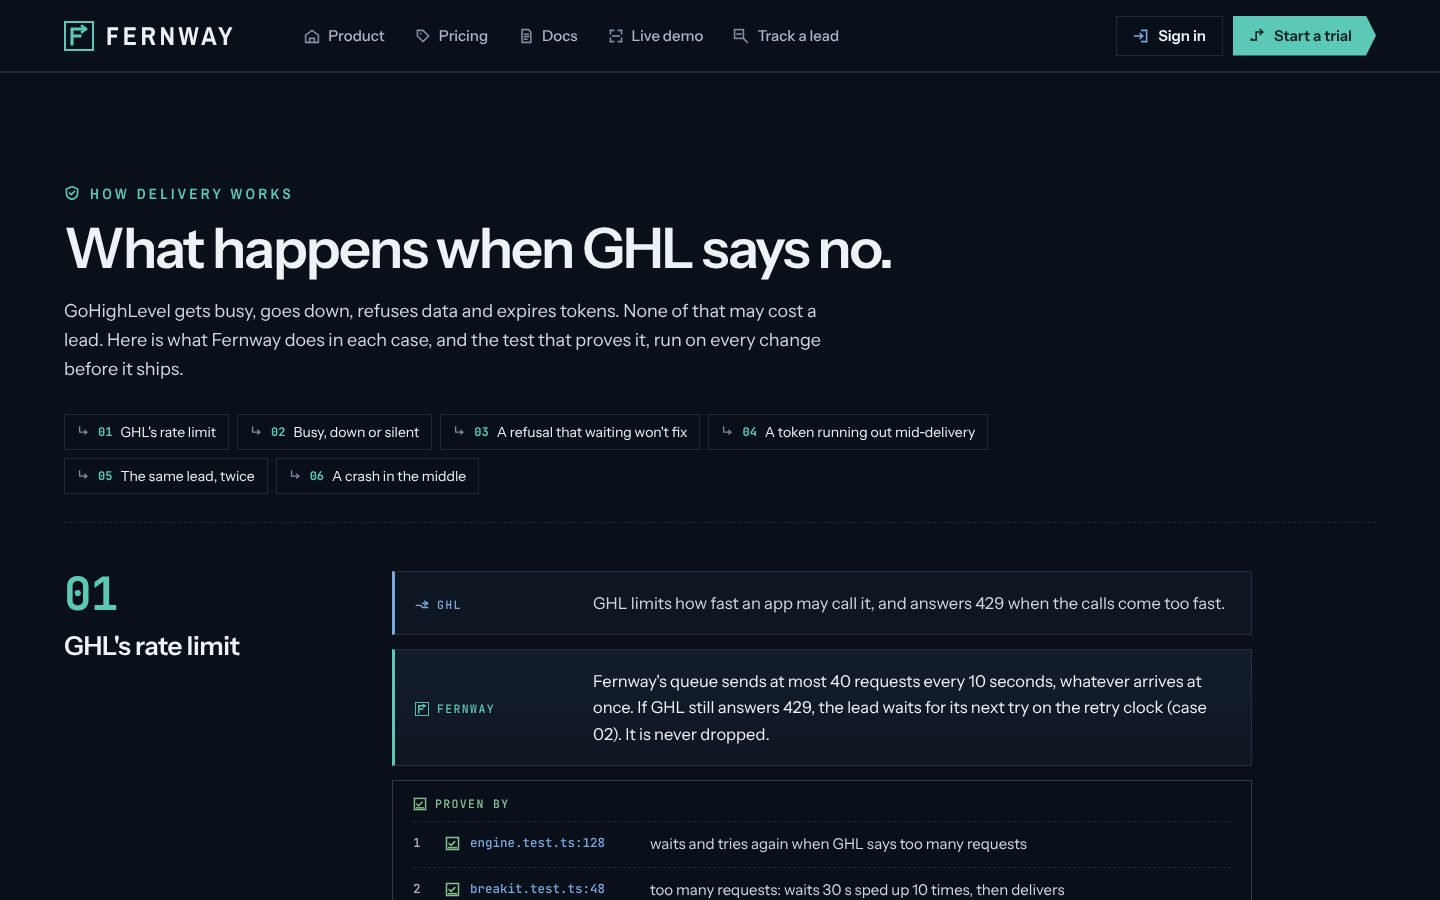 FERNWAY
Product
Pricing
Docs
Live demo
Track a lead
Sign in
Start a trial
HOW DELIVERY WORKS
What happens when GHL says no.
GoHighLevel gets busy, goes down, refuses data and expires tokens. None of that may cost a
lead. Here is what Fernway does in each case, and the test that proves it, run on every change
before it ships.
01 GHL's rate limit
02 Busy, down or silent
03 A refusal that waiting won't fix
04 A token running out mid-delivery
05 The same lead, twice
06 A crash in the middle
01
GHL's rate limit
GHL
GHL limits how fast an app may call it, and answers 429 when the calls come too fast.
FERNWAY
Fernway's queue sends at most 40 requests every 10 seconds, whatever arrives at
once. If GHL still answers 429, the lead waits for its next try on the retry clock (case
02). It is never dropped.
PROVEN BY
1 engine.test.ts:128 waits and tries again when GHL says too many requests
2 breakit.test.ts:48 too many requests: waits 30 s sped up 10 times, then delivers